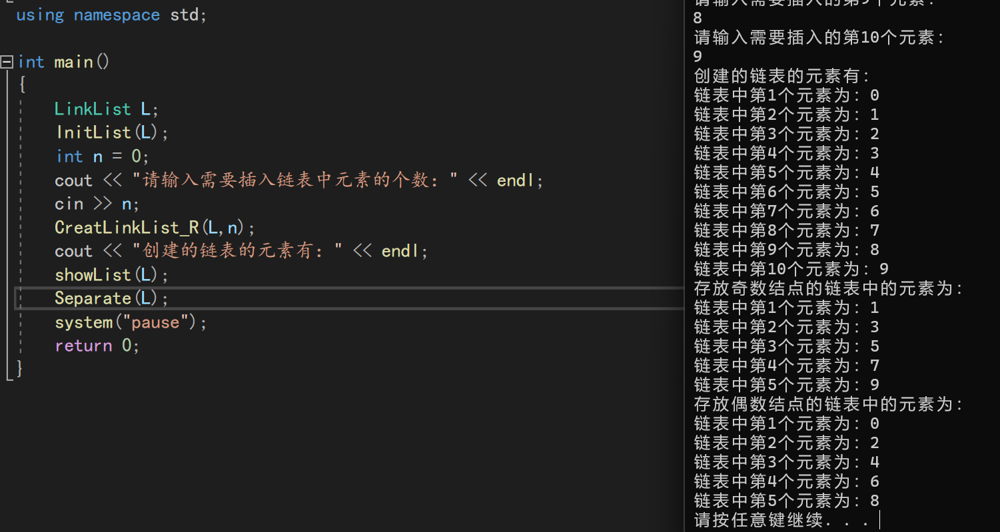 using namespace std;
int main()
{
LinkList L;
InitList(L);
int n = 0;
cout << "请输入需要插入链表中元素的个数：" << endl;
cin >> n;
CreatLinkList_R(L,n);
cout << "创建的链表的元素有：" << endl;
showList(L);
Separate(L);
system("pause");
return 0;
}
请输入需要插入的第9个元素：
8
请输入需要插入的第10个元素：
9
创建的链表的元素有：
链表中第1个元素为：0
链表中第2个元素为：1
链表中第3个元素为：2
链表中第4个元素为：3
链表中第5个元素为：4
链表中第6个元素为：5
链表中第7个元素为：6
链表中第8个元素为：7
链表中第9个元素为：8
链表中第10个元素为：9
存放奇数结点的链表中的元素为：
链表中第1个元素为：1
链表中第2个元素为：3
链表中第3个元素为：5
链表中第4个元素为：7
链表中第5个元素为：9
存放偶数结点的链表中的元素为：
链表中第1个元素为：0
链表中第2个元素为：2
链表中第3个元素为：4
链表中第4个元素为：6
链表中第5个元素为：8
请按任意键继续. . .